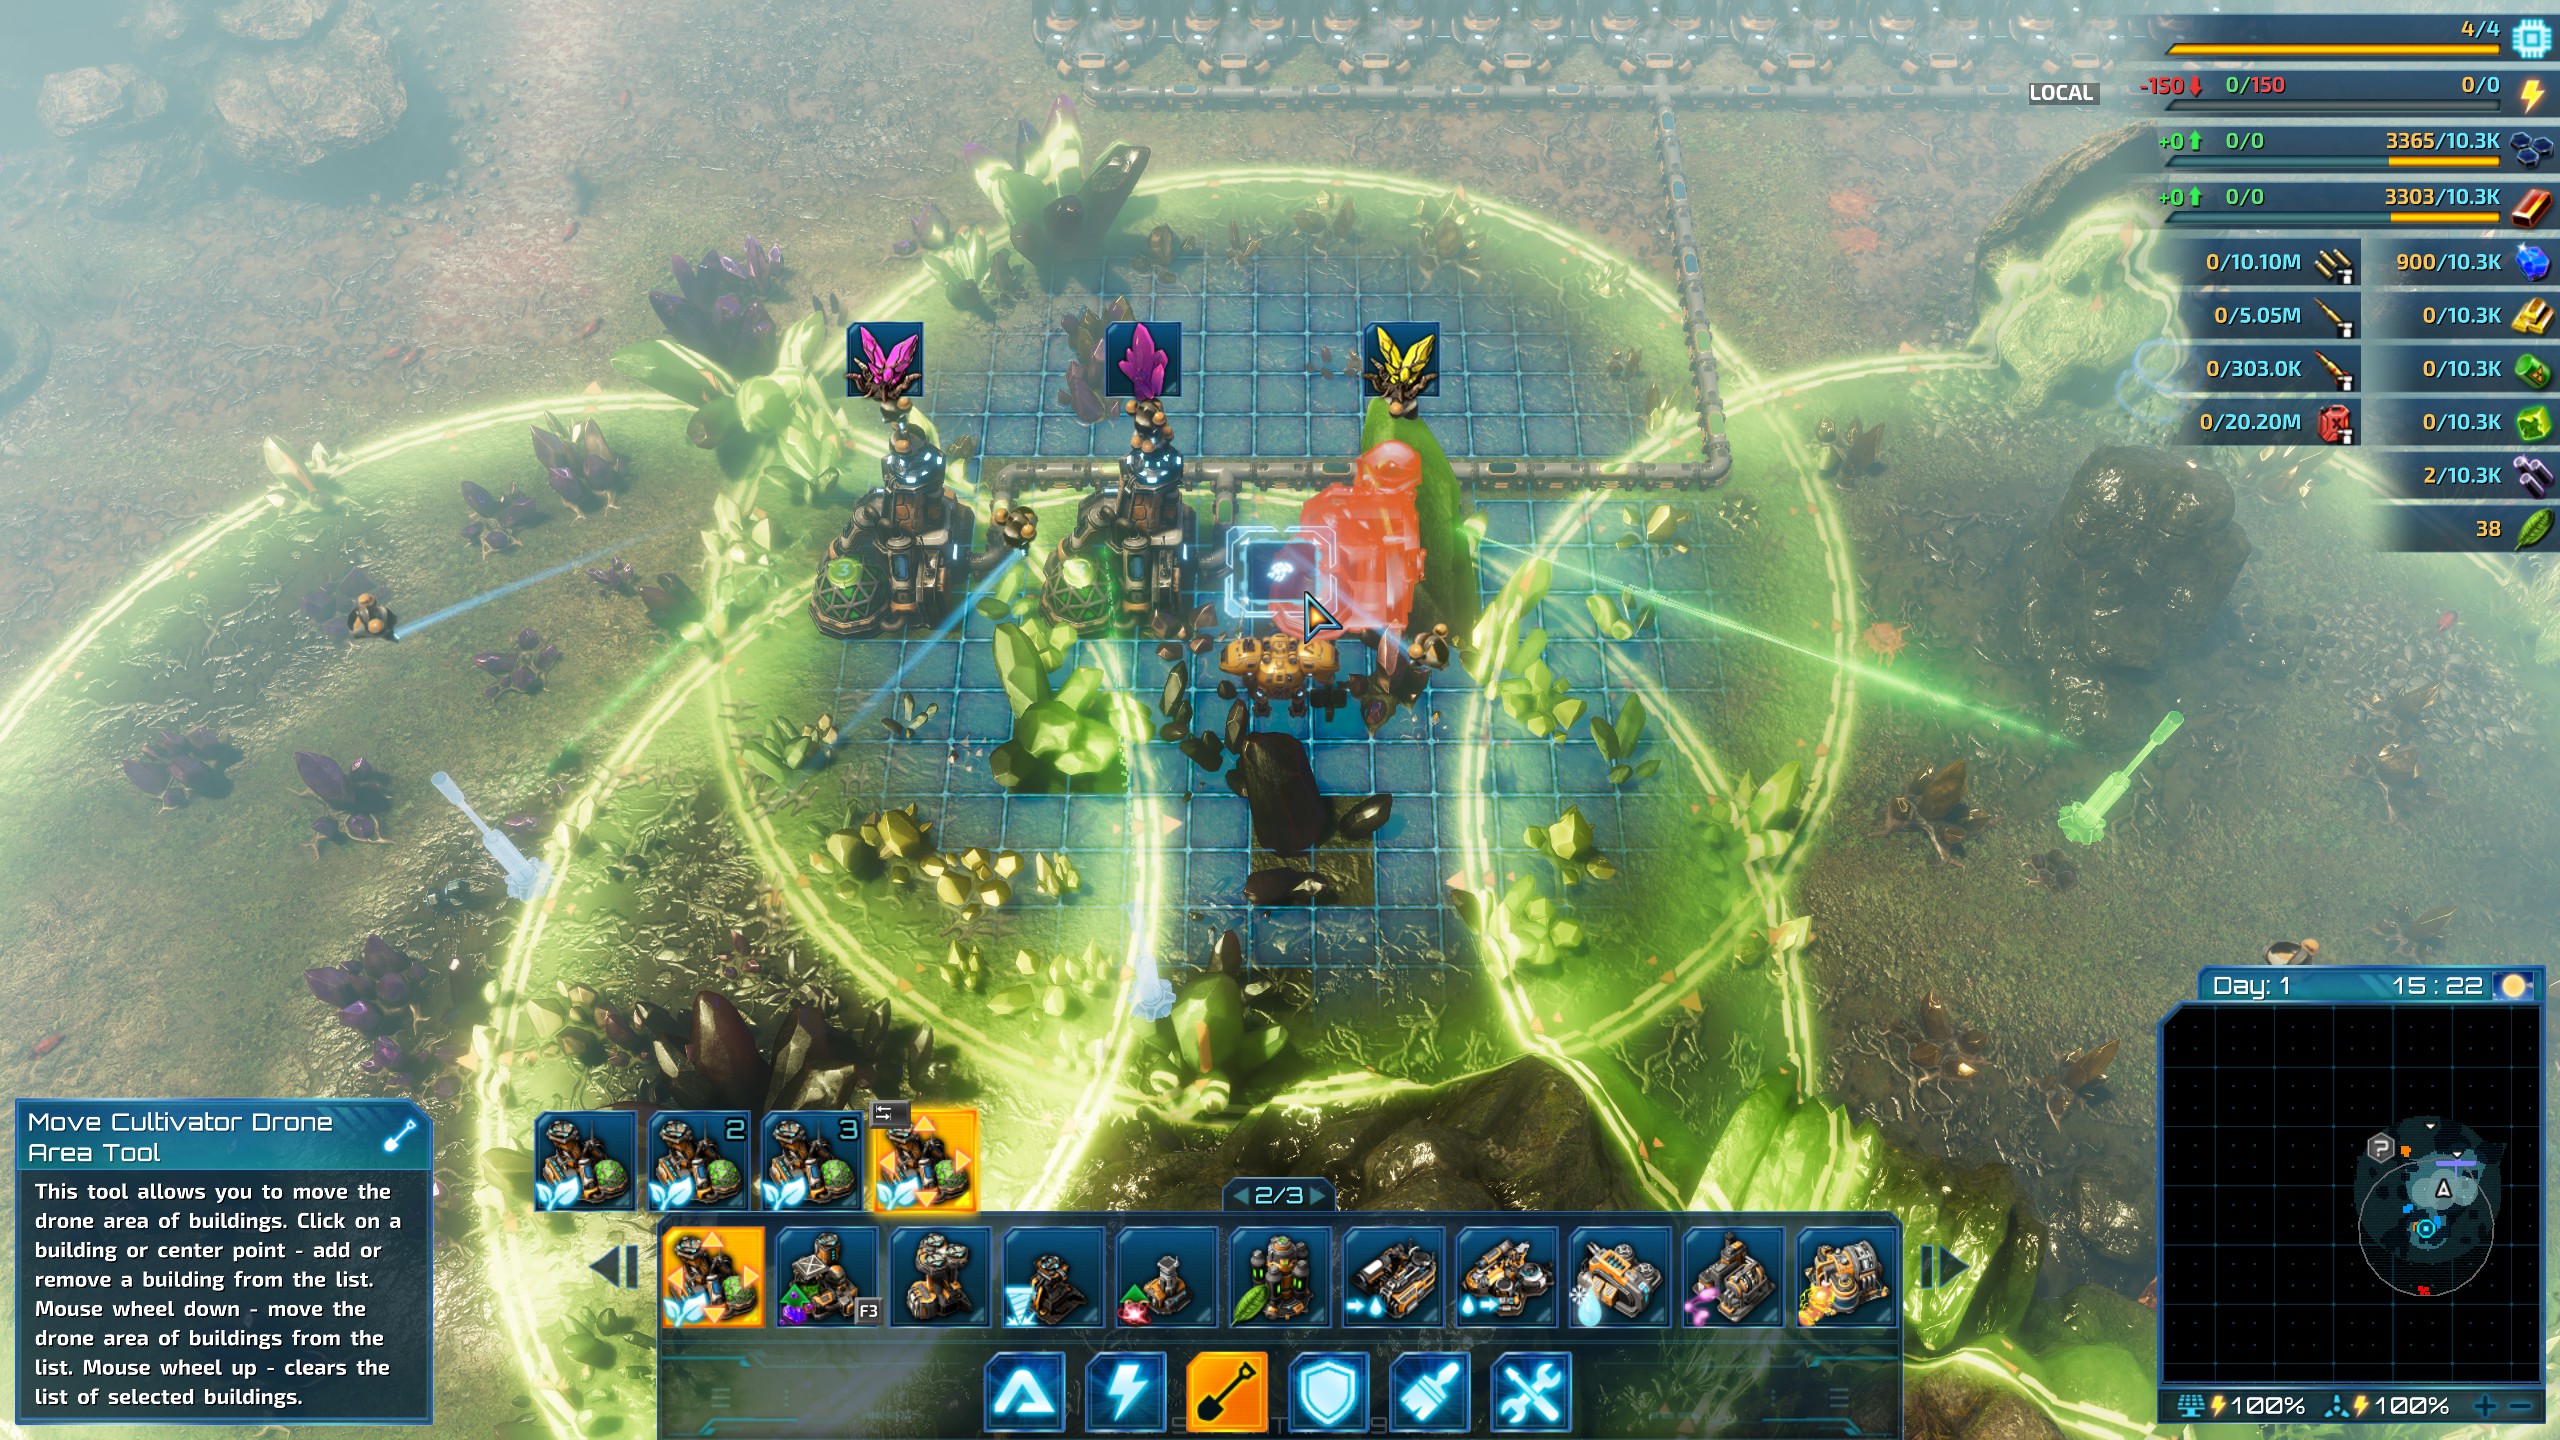 4/4
LOCAL
-150 0/150 0/0
+0 0/0 3365/10.3K
+0 0/0 3303/10.3K
0/10.10M 900/10.3K
0/5.05M 0/10.3K
0/303.0K 0/10.3K
0/20.20M 0/10.3K
2/10.3K
38
3
Day: 1 15:22
?
A
Move Cultivator Drone
Area Tool
This tool allows you to move the
drone area of buildings. Click on a
building or center point - add or
remove a building from the list.
Mouse wheel down - move the
drone area of buildings from the
list. Mouse wheel up - clears the
list of selected buildings.
2
3
2/3
F3
100% 100%